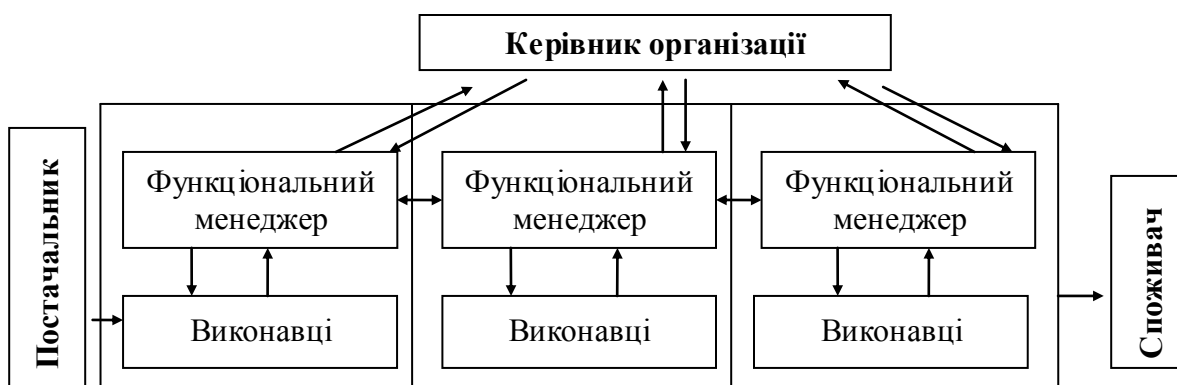 Керівник організації
Постачальник
Функціональний
менеджер
Функціональний
менеджер
Функціональний
менеджер
Споживач
Виконавці
Виконавці
Виконавці